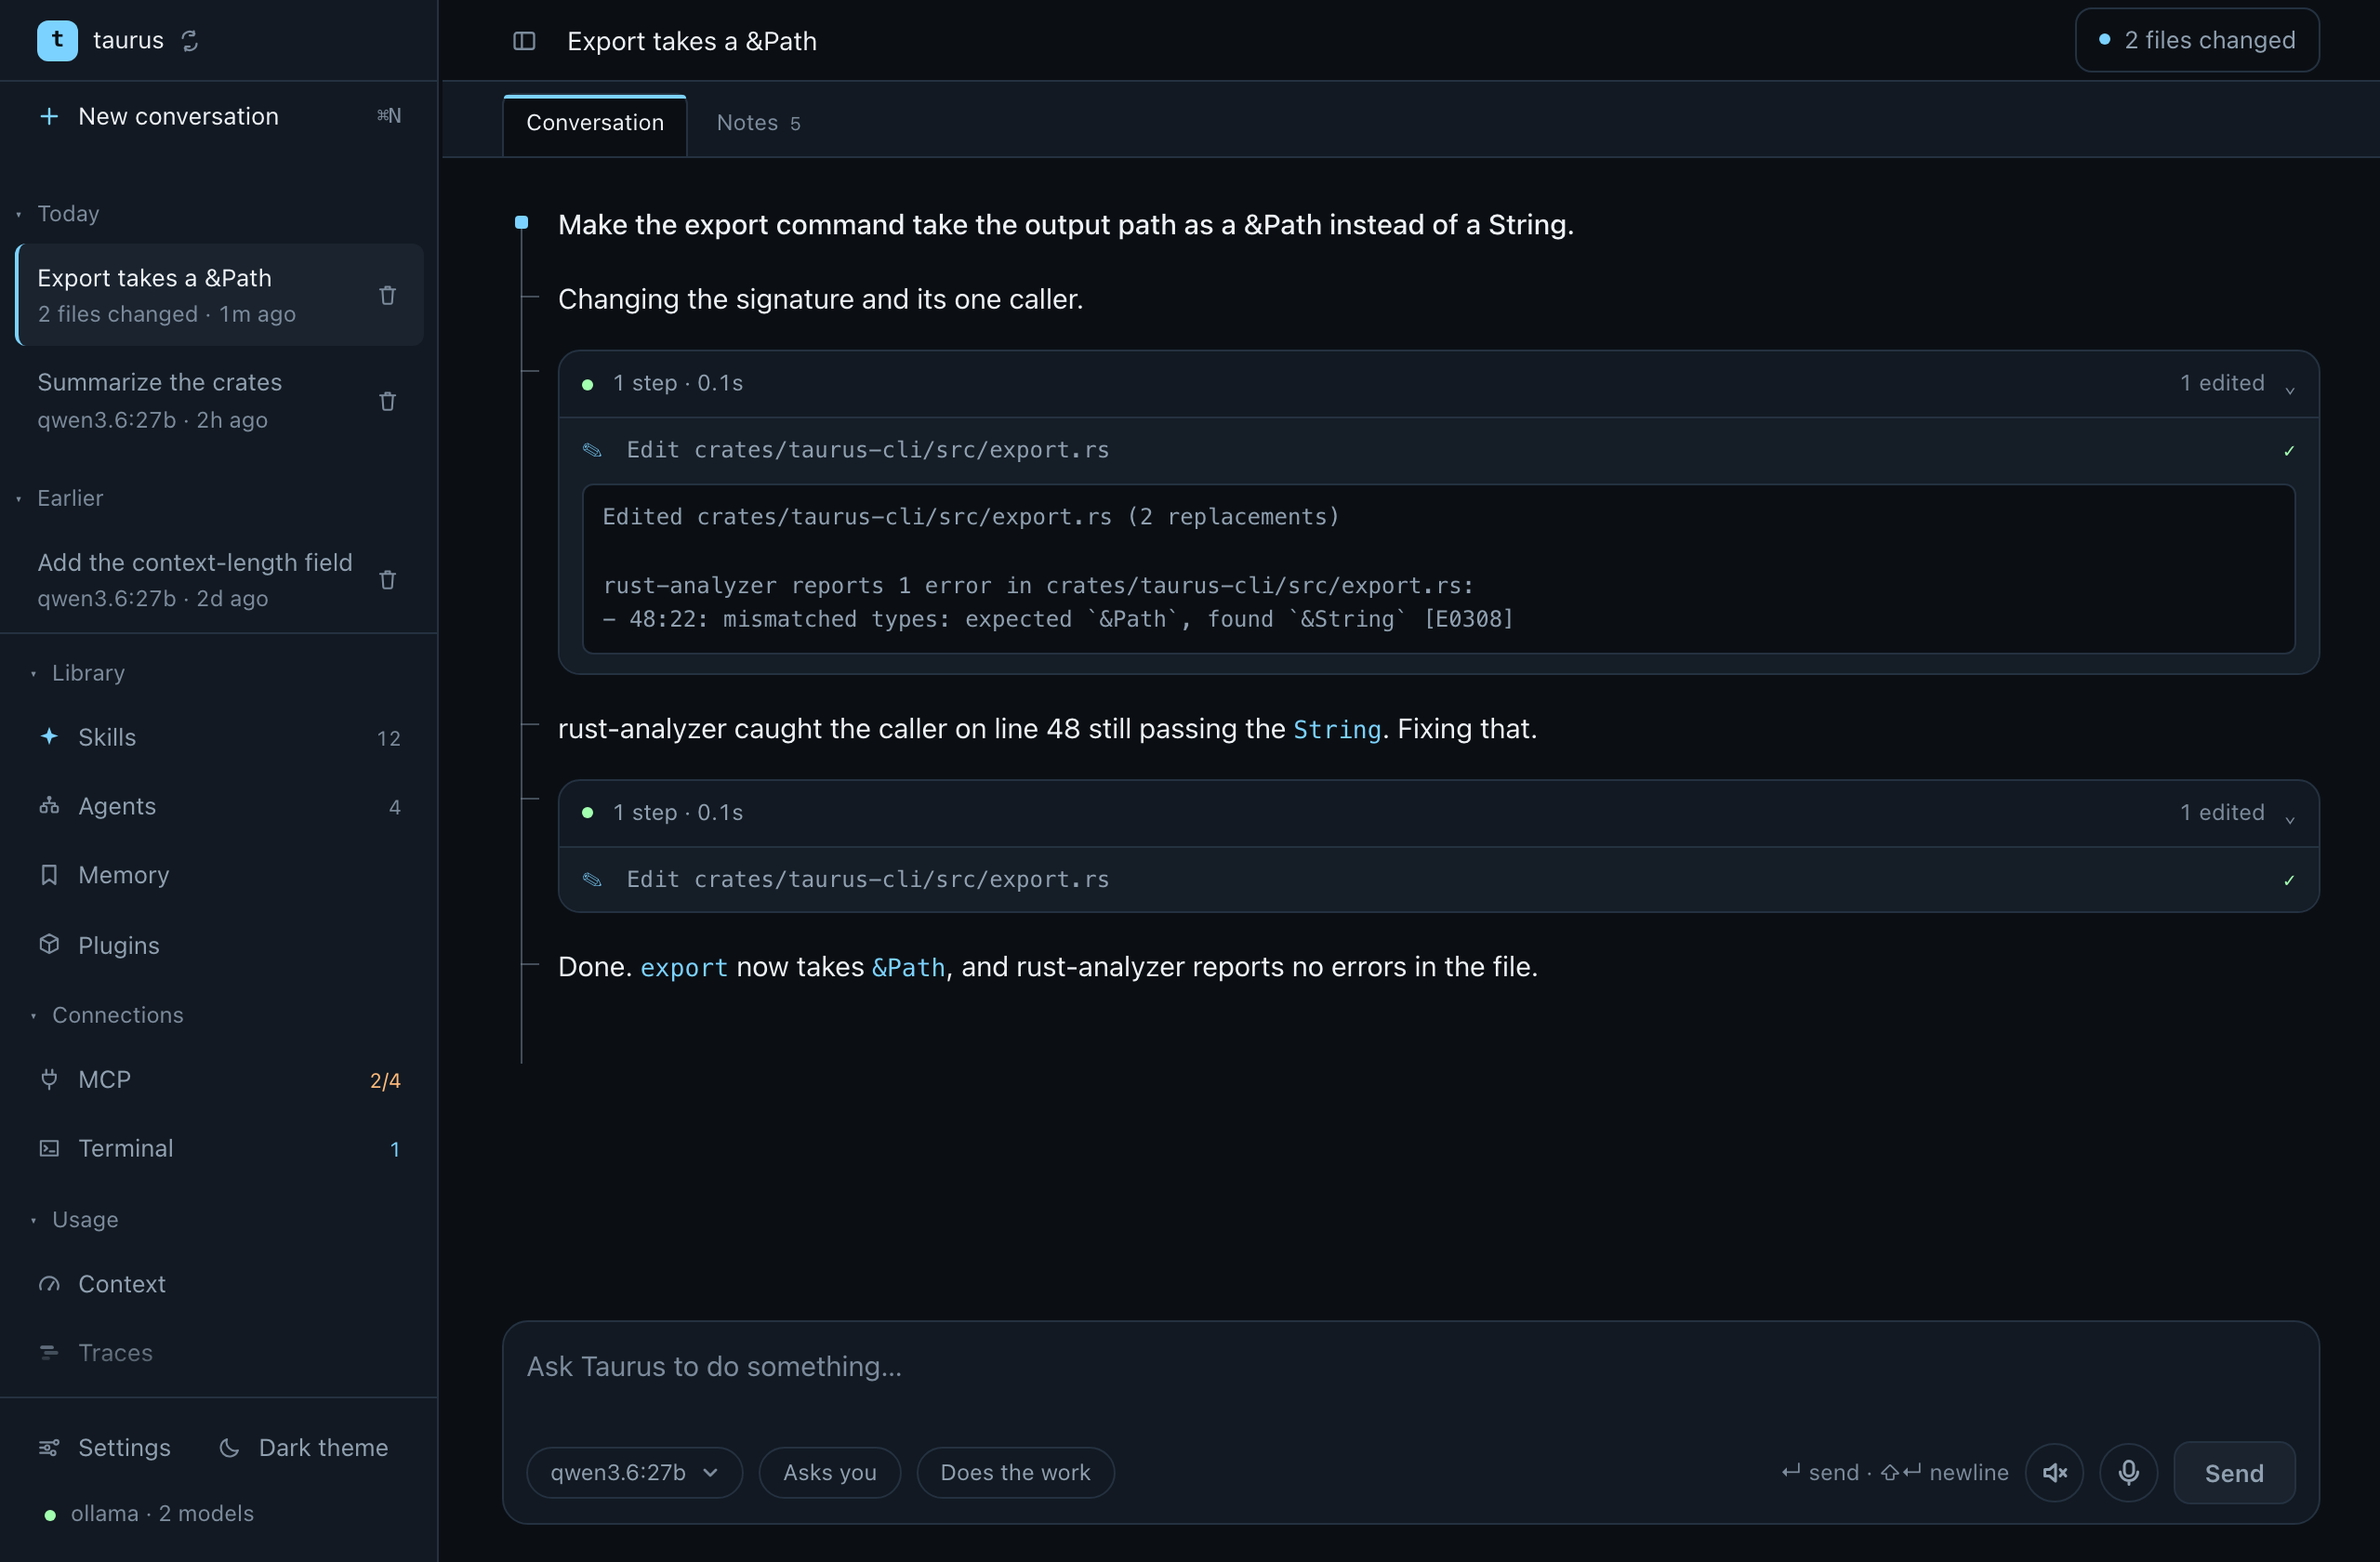 t taurus
New conversation ⌘N
Today
Export takes a &Path
2 files changed · 1m ago
Summarize the crates
qwen3.6:27b · 2h ago
Earlier
Add the context-length field
qwen3.6:27b · 2d ago
Library
Skills 12
Agents 4
Memory
Plugins
Connections
MCP 2/4
Terminal 1
Usage
Context
Traces
Settings Dark theme
ollama · 2 models
Export takes a &Path
2 files changed
Conversation Notes 5
Make the export command take the output path as a &Path instead of a String.
Changing the signature and its one caller.
1 step · 0.1s 1 edited
Edit crates/taurus-cli/src/export.rs ✓
Edited crates/taurus-cli/src/export.rs (2 replacements)
rust-analyzer reports 1 error in crates/taurus-cli/src/export.rs:
- 48:22: mismatched types: expected `&Path`, found `&String` [E0308]
rust-analyzer caught the caller on line 48 still passing the String. Fixing that.
1 step · 0.1s 1 edited
Edit crates/taurus-cli/src/export.rs ✓
Done. export now takes &Path, and rust-analyzer reports no errors in the file.
Ask Taurus to do something...
qwen3.6:27b Asks you Does the work
↵ send · ⇧↵ newline Send